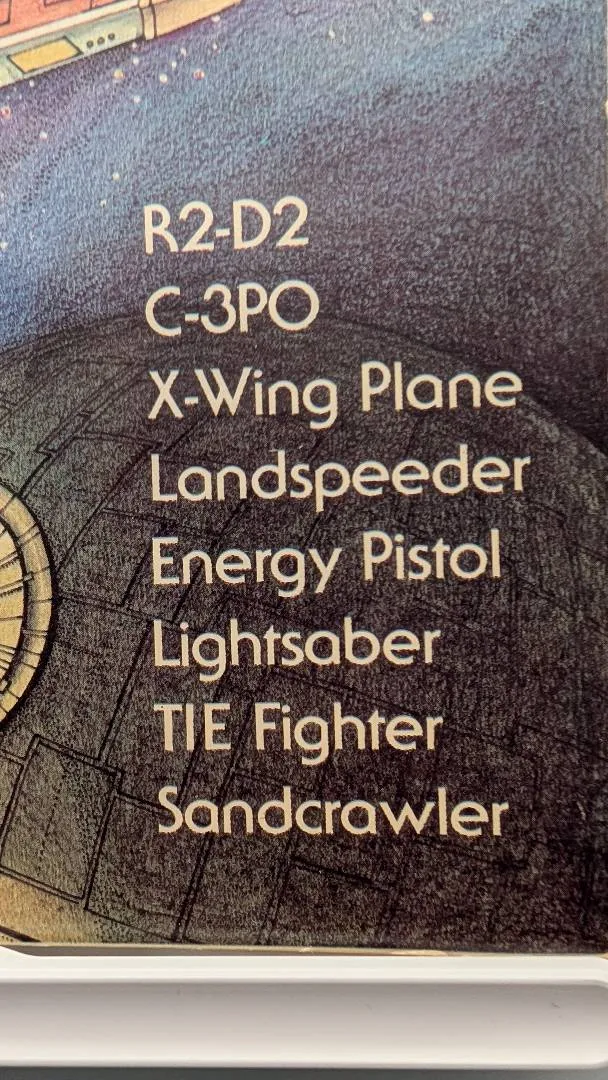 R2-D2
C-3PO
X-Wing Plane
Landspeeder
Energy Pistol
Lightsaber
TIE Fighter
Sandcrawler